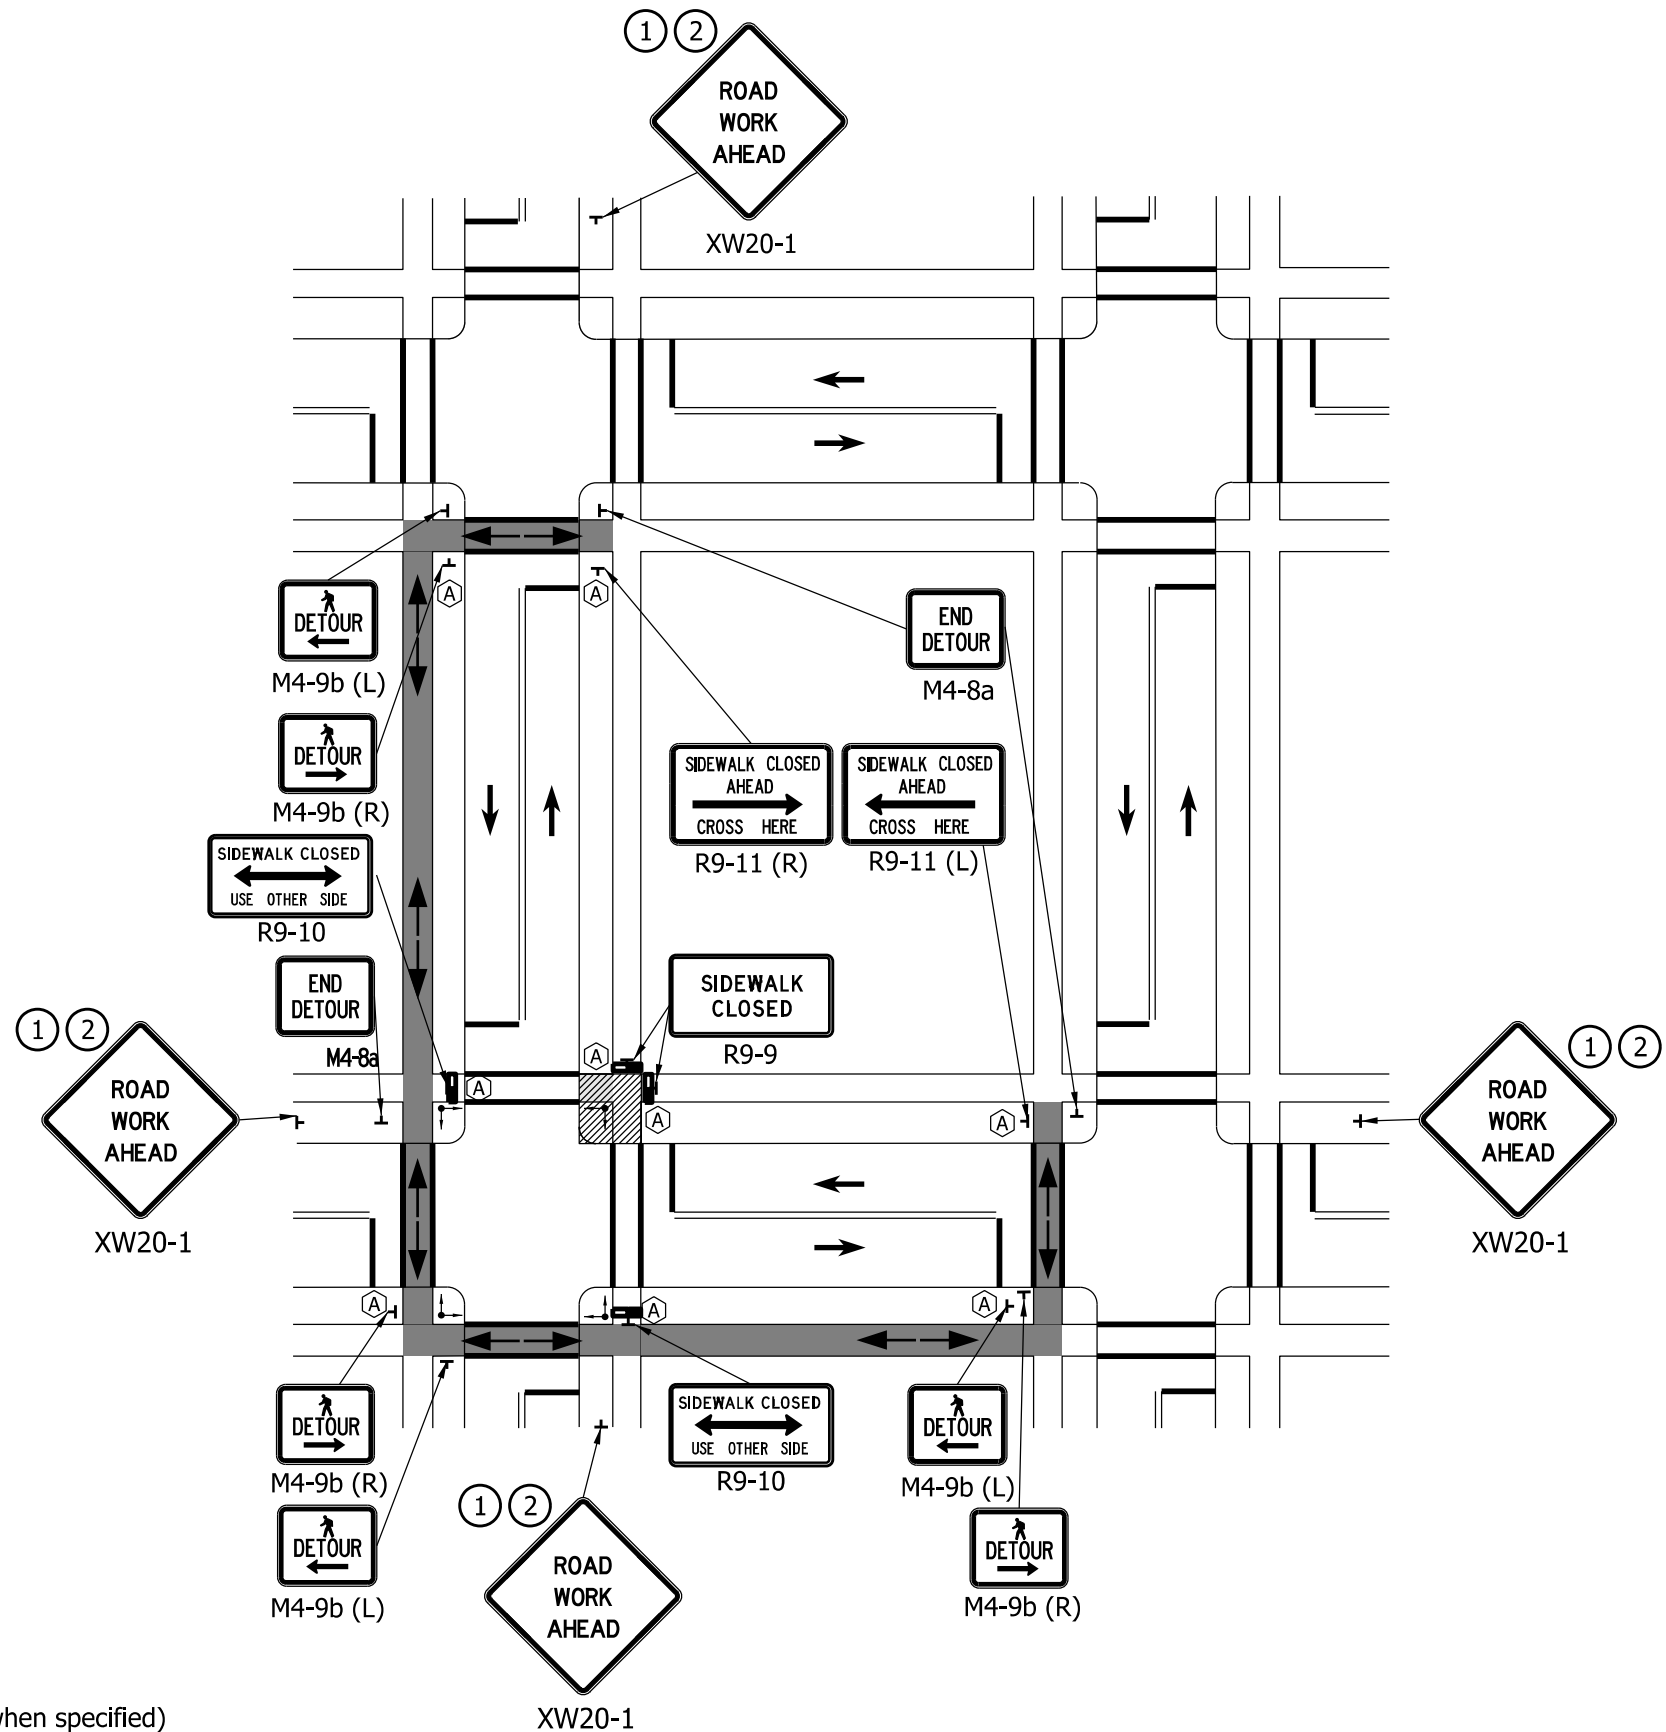 1 2
ROAD
WORK
AHEAD
XW20-1
DETOUR
M4-9b (L)
A
A
END
DETOUR
M4-8a
DETOUR
M4-9b (R)
SIDEWALK CLOSED
AHEAD
CROSS HERE
R9-11 (R)
SIDEWALK CLOSED
AHEAD
CROSS HERE
R9-11 (L)
SIDEWALK CLOSED
USE OTHER SIDE
R9-10
END
DETOUR
M4-8a
SIDEWALK
CLOSED
R9-9
A
A
A
A
1 2
ROAD
WORK
AHEAD
XW20-1
1 2
ROAD
WORK
AHEAD
XW20-1
A
A
A
DETOUR
M4-9b (R)
SIDEWALK CLOSED
USE OTHER SIDE
R9-10
DETOUR
M4-9b (L)
DETOUR
M4-9b (L)
1 2
ROAD
WORK
AHEAD
XW20-1
DETOUR
M4-9b (R)
when specified)